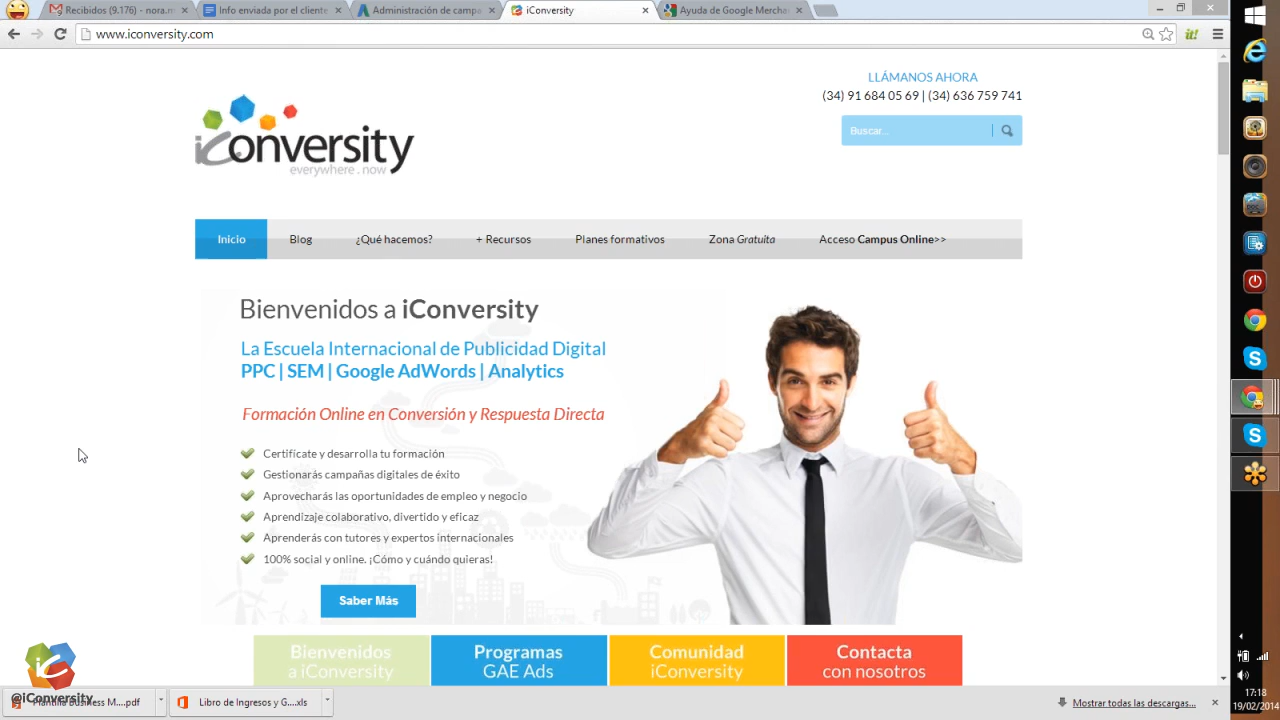 Recibidos (9.176) - nora.m
Info enviada por el cliente
Administración de campa
iConversity
Ayuda de Google Mercha
www.iconversity.com
it!
LLÁMANOS AHORA
(34) 91 684 05 69 | (34) 636 759 741
Buscar...
iConversity
everywhere . now
Inicio
Blog
¿Qué hacemos?
+ Recursos
Planes formativos
Zona Gratuita
Acceso Campus Online>>
Bienvenidos a iConversity
La Escuela Internacional de Publicidad Digital
PPC | SEM | Google AdWords | Analytics
Formación Online en Conversión y Respuesta Directa
Certifícate y desarrolla tu formación
Gestionarás campañas digitales de éxito
Aprovecharás las oportunidades de empleo y negocio
Aprendizaje colaborativo, divertido y eficaz
Aprenderás con tutores y expertos internacionales
100% social y online. ¡Cómo y cuándo quieras!
Saber Más
Bienvenidos
a iConversity
Programas
GAE Ads
Comunidad
iConversity
Contacta
con nosotros
@iConversity
Plantilla Business M....pdf
Libro de Ingresos y G....xls
Mostrar todas las descargas...
17:18
19/02/2014